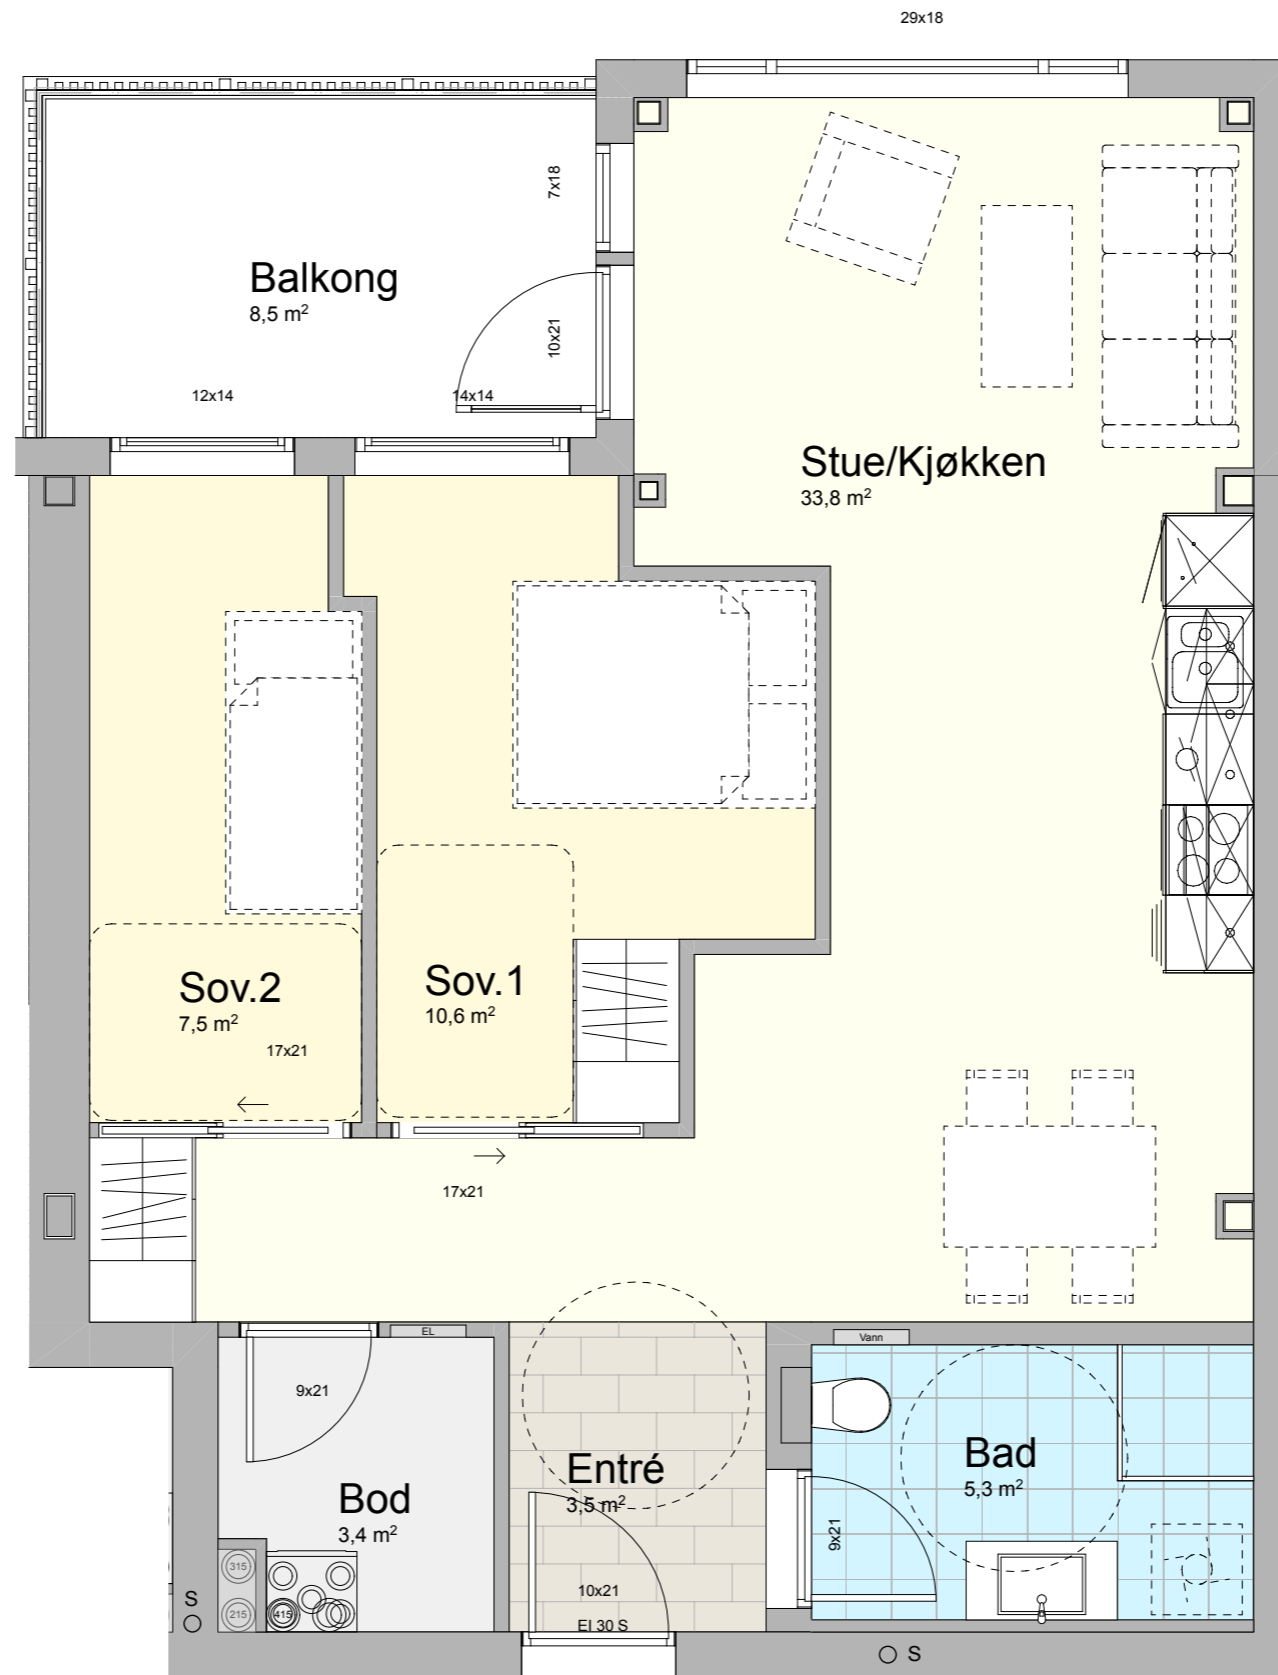 29x18
7x18
Balkong
8,5 m²
10x21
12x14
14x14
Stue/Kjøkken
33,8 m²
Sov.2
7,5 m²
17x21
Sov.1
10,6 m²
17x21
EL
Vann
9x21
Entré
3,5 m²
Bad
5,3 m²
Bod
3,4 m²
9x21
315
215
415
10x21
EI 30 S
S
S